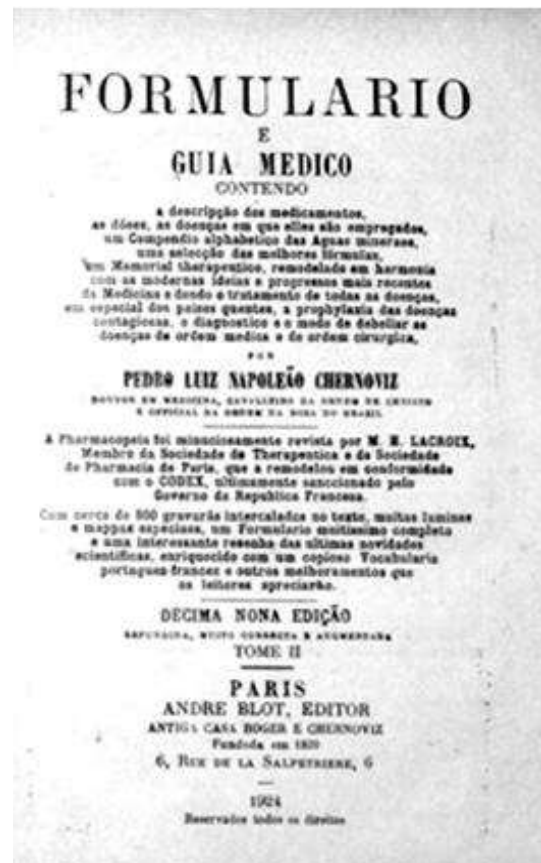 FORMULARIO
E
GUIA MEDICO
CONTENDO
a descripção dos medicamentos,
as dóses, as doenças em que elles são empregados,
um Compendio alphabetico das Aguas mineraes,
uma selecção das melhores fórmulas,
um Memorial therapeutico, remodelado em harmonia
com as modernas ideias e progressos mais recentes
da Medicina e dando o tratamento de todas as doenças,
em especial dos paises quentes, a prophylaxia das doenças
contagiosas, o diagnostico e o modo de debellar as
doenças de ordem medica e de ordem cirurgica,
POR
PEDRO LUIZ NAPOLEÃO CHERNOVIZ
DOUTOR EM MEDICINA, CAVALLEIRO DA ORDEM DE CHRISTO
E OFFICIAL DA ORDEM DA ROSA DO BRASIL
A Pharmacopeia foi minuciosamente revista por M. H. LACROIX,
Membro da Sociedade de Therapeutica e da Sociedade
de Pharmacia de Paris, que a remodelou em conformidade
com o CODEX, ultimamente sanccionado pelo
Governo da Republica Francesa.
Com cerca de 800 gravuras intercalados no texto, muitas laminas
e mappas especiaes, um Formulario moitissimo completo
e uma interessante resenha das ultimas novidades
scientificas, enriquecido com um copioso Vocabulario
portuguez-francez e outros melhoramentos que
os leitores apreciarão.
DECIMA NONA EDIÇÃO
REFUNDIDA, MUITO CORRECTA E AUGMENTADA
TOME II
PARIS
ANDRE BLOT, EDITOR
ANTIGA CASA ROGER E CHERNOVIZ
Fundada em
6, RUE DE LA SALPETRIERE, 6
1924
Reservados todos os direitos